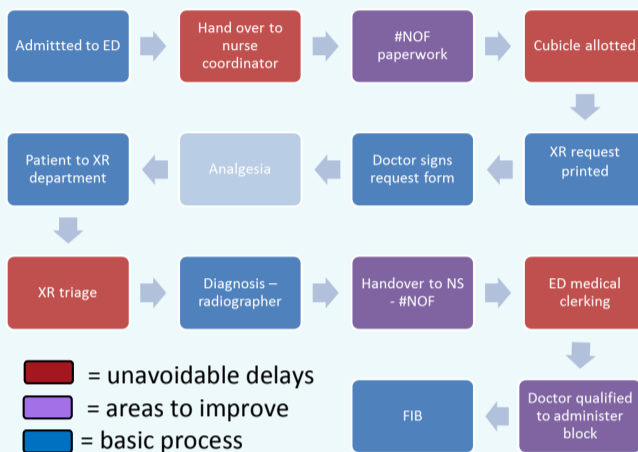 Admittted to ED
Hand over to
nurse
coordinator
#NOF
paperwork
Cubicle allotted
Patient to XR
department
Analgesia
Doctor signs
request form
XR request
printed
XR triage
Diagnosis –
radiographer
Handover to NS
- #NOF
ED medical
clerking
= unavoidable delays
= areas to improve
= basic process
FIB
Doctor qualified
to administer
block